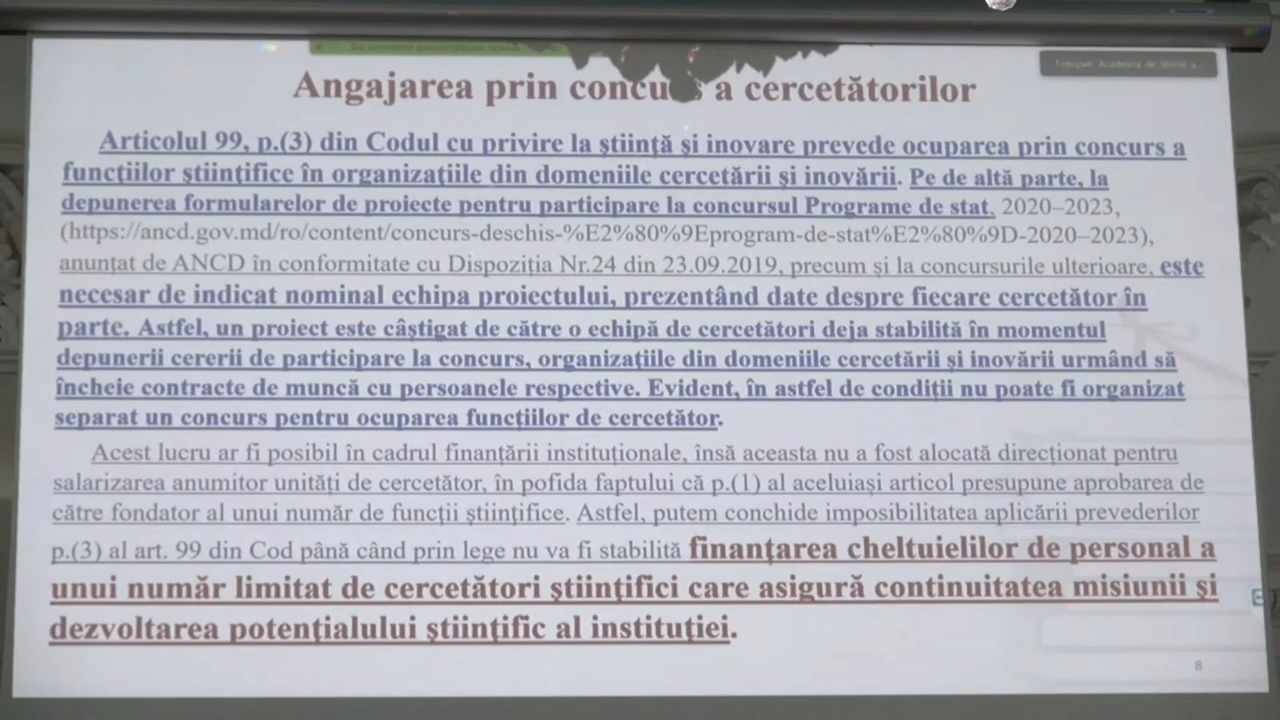 Angajarea prin concu s a cercetătorilor
Articolul 99, p.(3) din Codul cu privire la știință și inovare prevede ocuparea prin concurs a
funcțiilor științifice în organizațiile din domeniile cercetării și inovării. Pe de altă parte, la
depunerea formularelor de proiecte pentru participare la concursul Programe de stat, 2020–2023,
(https://ancd.gov.md/ro/content/concurs-deschis-%E2%80%9Eprogram-de-stat%E2%80%9D-2020–2023),
anunțat de ANCD în conformitate cu Dispoziția Nr.24 din 23.09.2019, precum și la concursurile ulterioare, este
necesar de indicat nominal echipa proiectului, prezentând date despre fiecare cercetător în
parte. Astfel, un proiect este câștigat de către o echipă de cercetători deja stabilită în momentul
depunerii cererii de participare la concurs, organizațiile din domeniile cercetării și inovării urmând să
încheie contracte de muncă cu persoanele respective. Evident, în astfel de condiții nu poate fi organizat
separat un concurs pentru ocuparea funcțiilor de cercetător.
Acest lucru ar fi posibil în cadrul finanțării instituționale, însă aceasta nu a fost alocată direcționat pentru
salarizarea anumitor unități de cercetător, în pofida faptului că p.(1) al aceluiași articol presupune aprobarea de
către fondator al unui număr de funcții științifice. Astfel, putem conchide imposibilitatea aplicării prevederilor
p.(3) al art. 99 din Cod până când prin lege nu va fi stabilită finanțarea cheltuielilor de personal a
unui număr limitat de cercetători științifici care asigură continuitatea misiunii și
dezvoltarea potențialului științific al instituției.
8